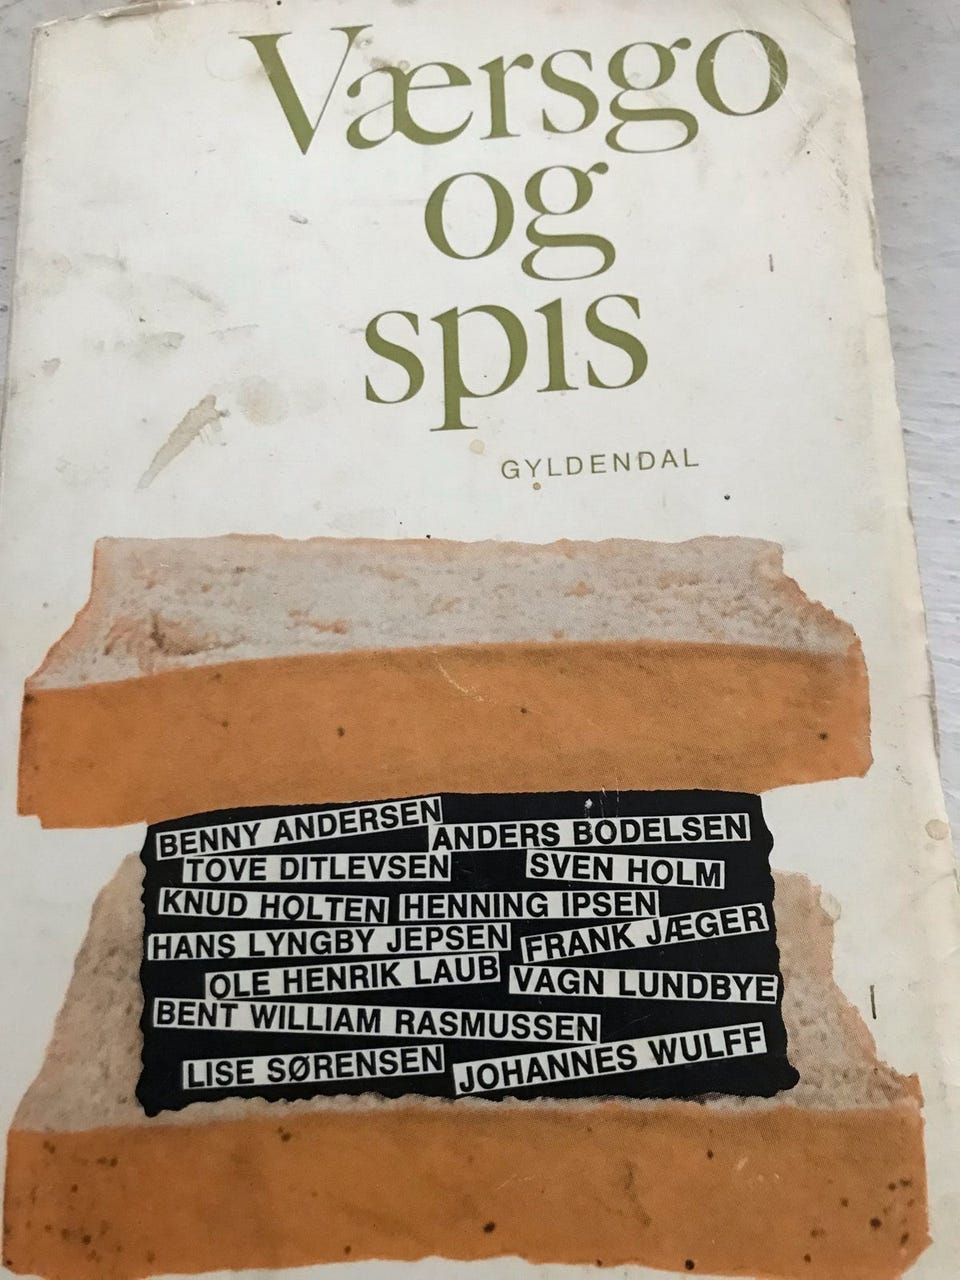 Værsgo
og
spis
GYLDENDAL
BENNY ANDERSEN
ANDERS BODELSEN
TOVE DITLEVSEN
SVEN HOLM
KNUD HOLTEN
HENNING IPSEN
HANS LYNGBY JEPSEN
FRANK JÆGER
OLE HENRIK LAUB
VAGN LUNDBYE
BENT WILLIAM RASMUSSEN
LISE SØRENSEN
JOHANNES WULFF